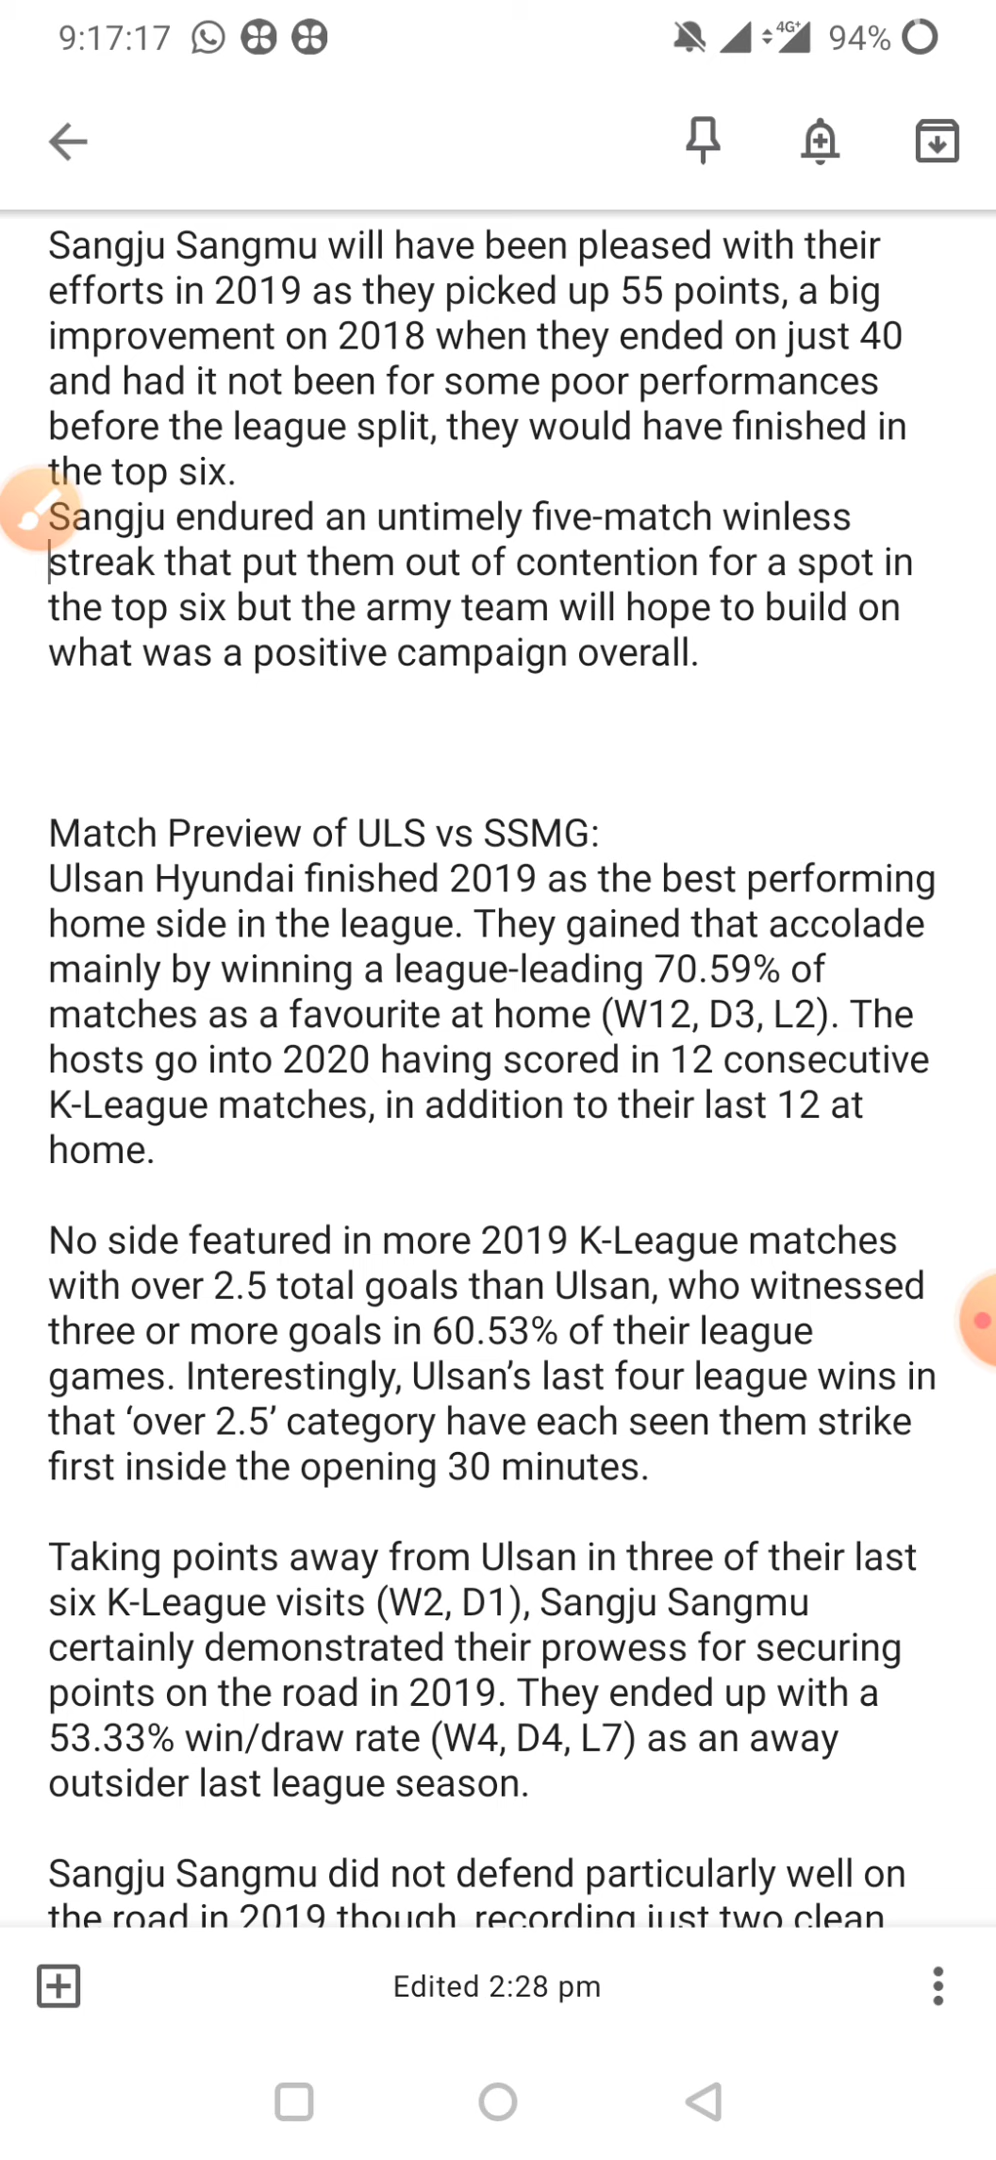 9:17:17 4G+ 94%
Sangju Sangmu will have been pleased with their
efforts in 2019 as they picked up 55 points, a big
improvement on 2018 when they ended on just 40
and had it not been for some poor performances
before the league split, they would have finished in
the top six.
Sangju endured an untimely five-match winless
streak that put them out of contention for a spot in
the top six but the army team will hope to build on
what was a positive campaign overall.
Match Preview of ULS vs SSMG:
Ulsan Hyundai finished 2019 as the best performing
home side in the league. They gained that accolade
mainly by winning a league-leading 70.59% of
matches as a favourite at home (W12, D3, L2). The
hosts go into 2020 having scored in 12 consecutive
K-League matches, in addition to their last 12 at
home.
No side featured in more 2019 K-League matches
with over 2.5 total goals than Ulsan, who witnessed
three or more goals in 60.53% of their league
games. Interestingly, Ulsan’s last four league wins in
that ‘over 2.5’ category have each seen them strike
first inside the opening 30 minutes.
Taking points away from Ulsan in three of their last
six K-League visits (W2, D1), Sangju Sangmu
certainly demonstrated their prowess for securing
points on the road in 2019. They ended up with a
53.33% win/draw rate (W4, D4, L7) as an away
outsider last league season.
Sangju Sangmu did not defend particularly well on
the road in 2019 though, recording just two clean
Edited 2:28 pm